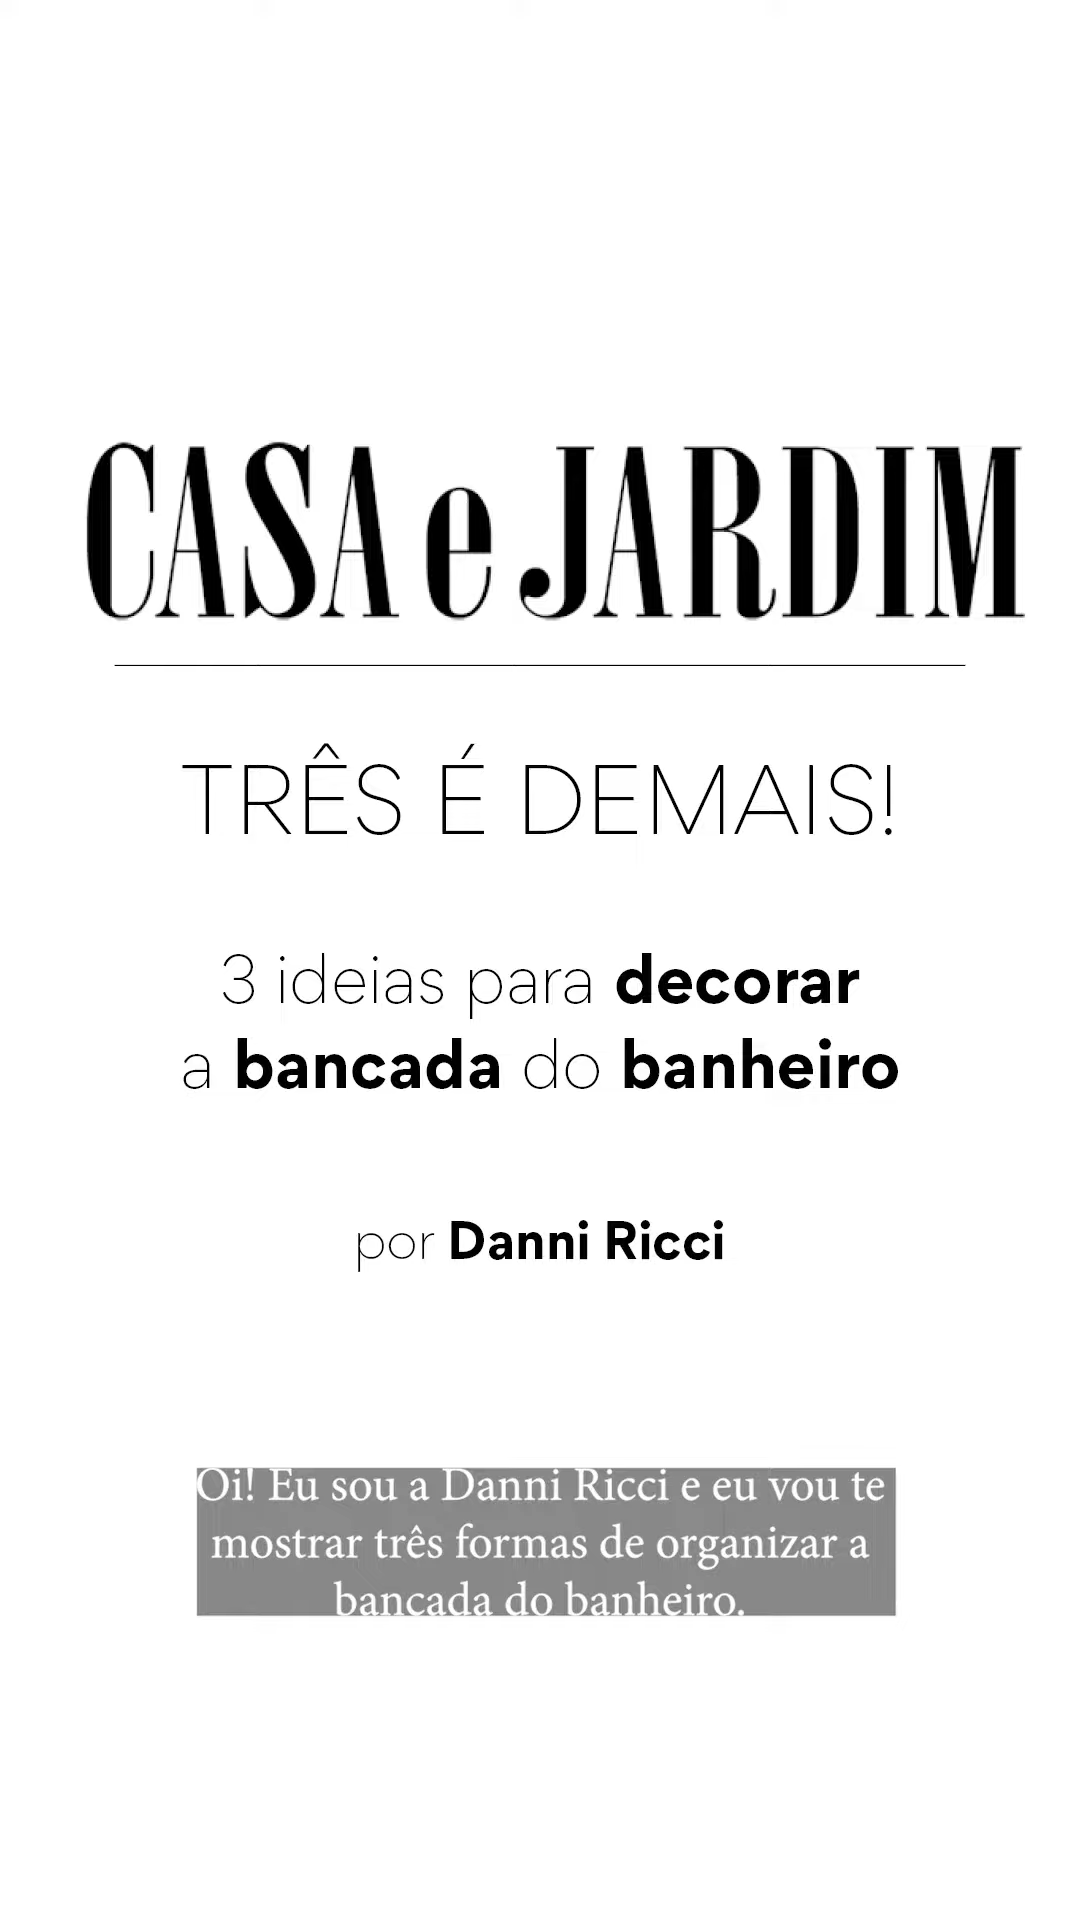 CASA e JARDIM
TRÊS É DEMAIS!
3 ideias para decorar
a bancada do banheiro
por Danni Ricci
Oi! Eu sou a Danni Ricci e eu vou te
mostrar três formas de organizar a
bancada do banheiro.